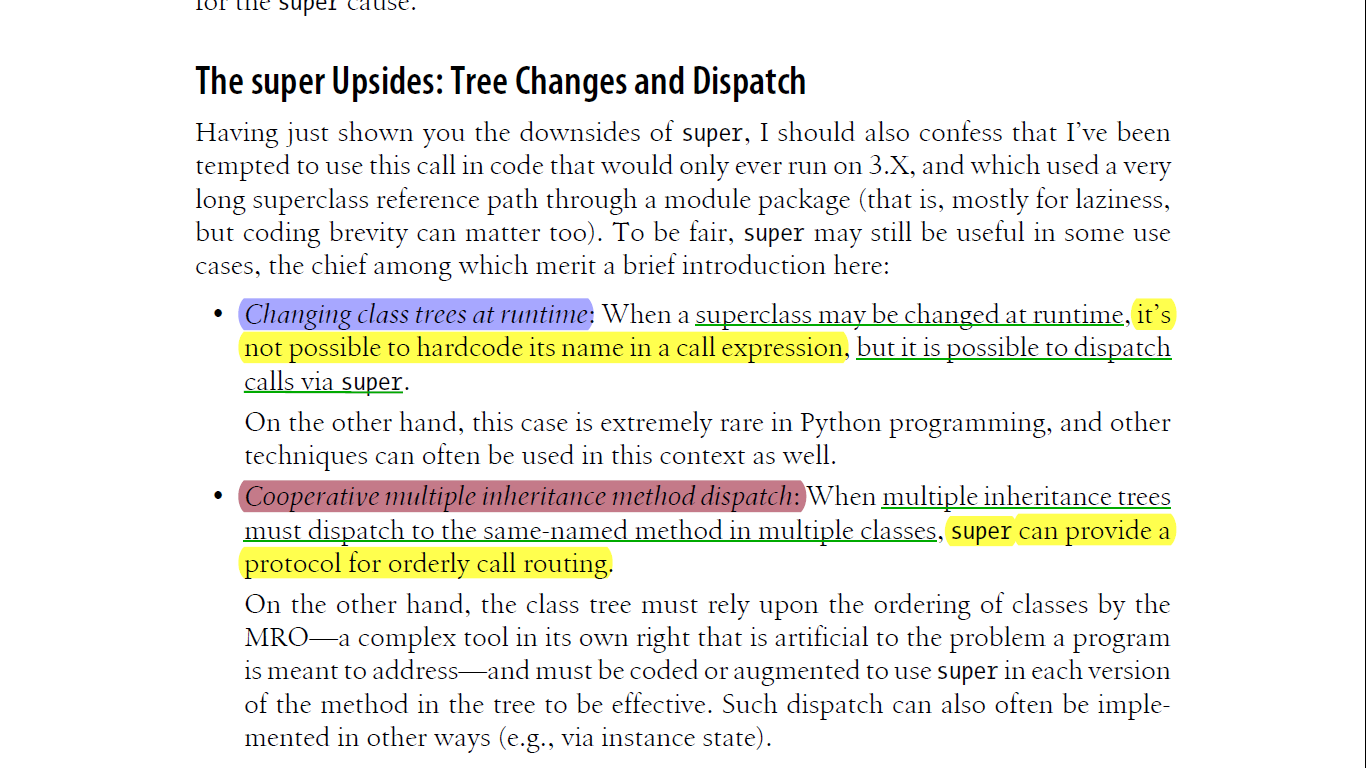 for the super cause.
The super Upsides: Tree Changes and Dispatch
Having just shown you the downsides of super, I should also confess that I’ve been
tempted to use this call in code that would only ever run on 3.X, and which used a very
long superclass reference path through a module package (that is, mostly for laziness,
but coding brevity can matter too). To be fair, super may still be useful in some use
cases, the chief among which merit a brief introduction here:
• Changing class trees at runtime: When a superclass may be changed at runtime, it’s
not possible to hardcode its name in a call expression, but it is possible to dispatch
calls via super.
On the other hand, this case is extremely rare in Python programming, and other
techniques can often be used in this context as well.
• Cooperative multiple inheritance method dispatch: When multiple inheritance trees
must dispatch to the same-named method in multiple classes, super can provide a
protocol for orderly call routing.
On the other hand, the class tree must rely upon the ordering of classes by the
MRO—a complex tool in its own right that is artificial to the problem a program
is meant to address—and must be coded or augmented to use super in each version
of the method in the tree to be effective. Such dispatch can also often be imple-
mented in other ways (e.g., via instance state).